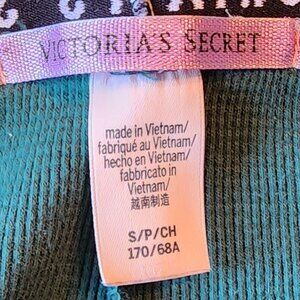 VICTORIA'S SECRET
made in Vietnam/
fabriqué au Vietnam/
hecho en Vietnam/
fabbricato in
Vietnam/
越南制造
S/P/CH
170/68A